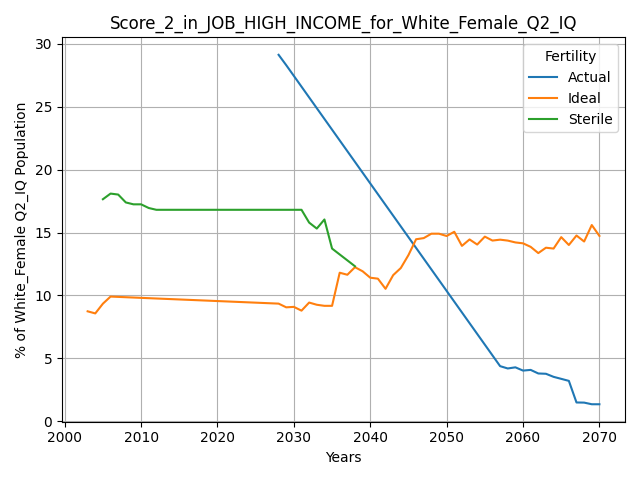 Score_2_in_JOB_HIGH_INCOME_for_White_Female_Q2_IQ
% of White_Female Q2_IQ Population
30
25
20
15
10
5
0
Fertility
Actual
Ideal
Sterile
2000 2010 2020 2030 2040 2050 2060 2070
Years